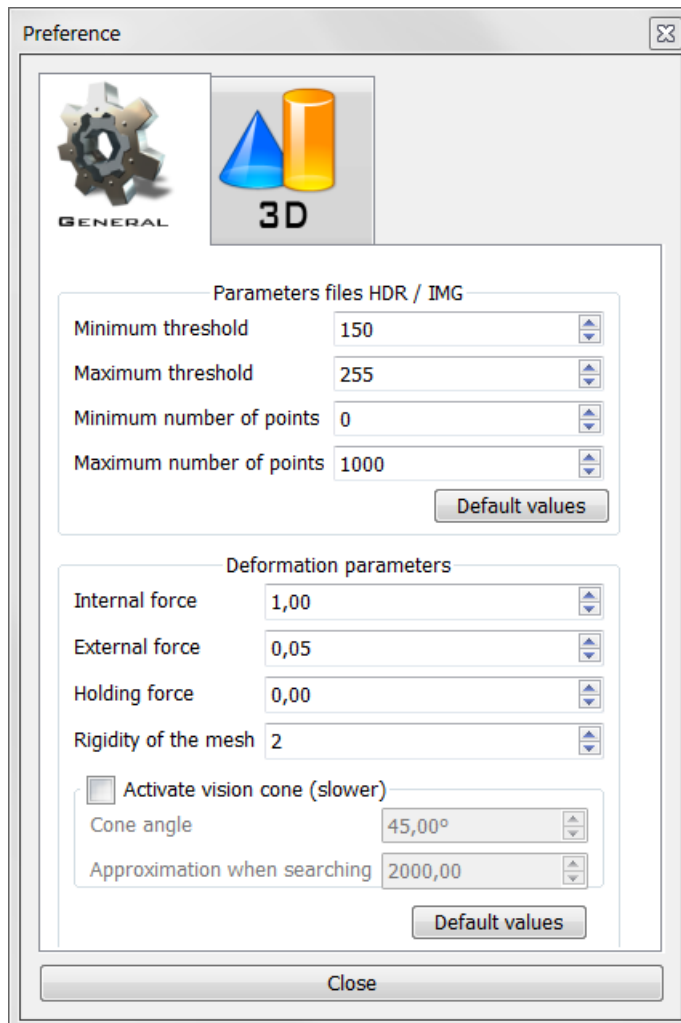 Preference
GENERAL
3D
Parameters files HDR / IMG
Minimum threshold 150
Maximum threshold 255
Minimum number of points 0
Maximum number of points 1000
Default values
Deformation parameters
Internal force 1,00
External force 0,05
Holding force 0,00
Rigidity of the mesh 2
Activate vision cone (slower)
Cone angle 45,00º
Approximation when searching 2000,00
Default values
Close